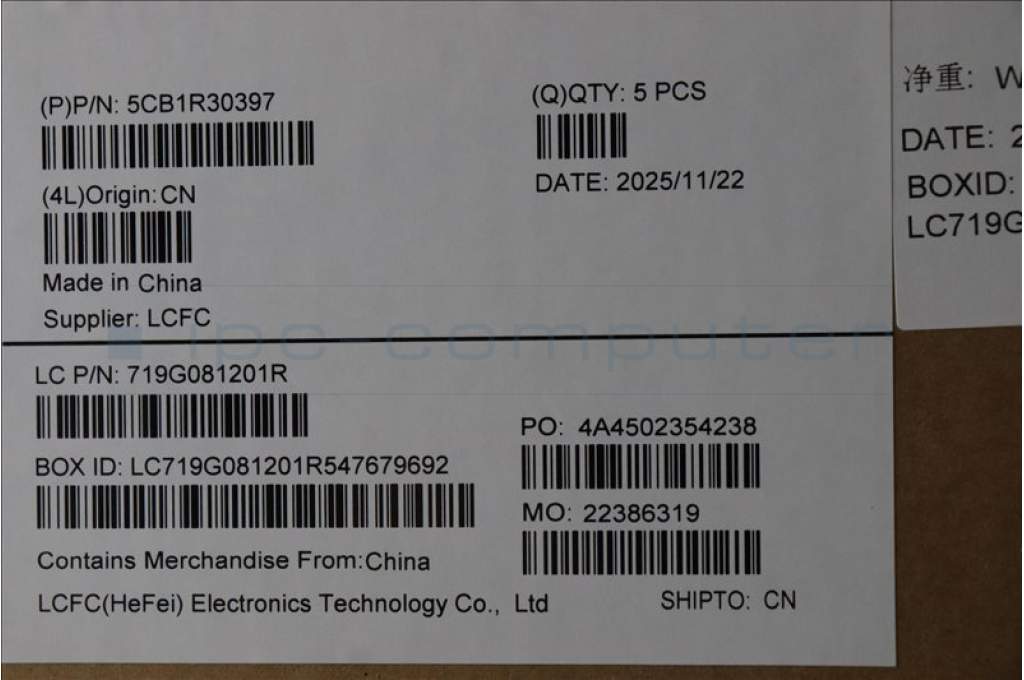 (P)P/N: 5CB1R30397
(Q)QTY: 5 PCS
DATE: 2025/11/22
(4L)Origin:CN
Made in China
Supplier: LCFC
ipc-computer
LC P/N: 719G081201R
BOX ID: LC719G081201R547679692
PO: 4A4502354238
MO: 22386319
Contains Merchandise From:China
LCFC(HeFei) Electronics Technology Co., Ltd
SHIPTO: CN
净重: W
DATE: 2
BOXID:
LC719G